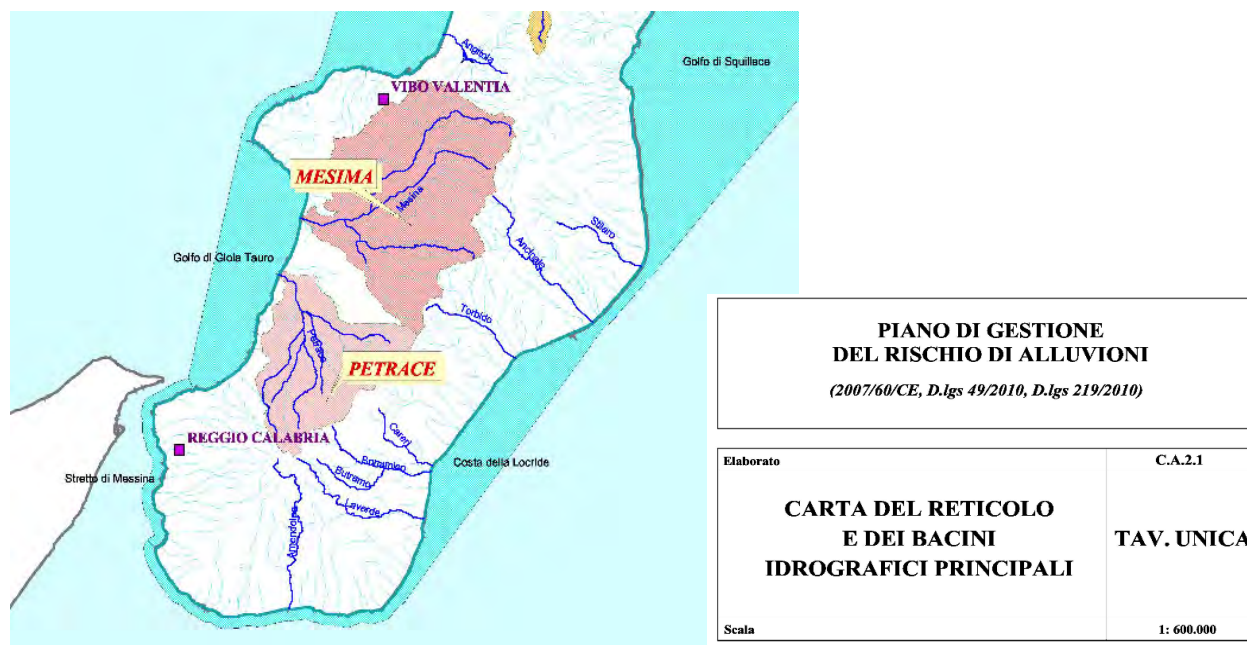 Angitola
Golfo di Squillace
VIBO VALENTIA
MESIMA
Mesima
Stilaro
Ancinale
Golfo di Gioia Tauro
Torbido
Petrace
PETRACE
Careri
REGGIO CALABRIA
Bonamico
Costa della Locride
Butramo
Stretto di Messina
Laverde
Amendolea
PIANO DI GESTIONE
DEL RISCHIO DI ALLUVIONI
(2007/60/CE, D.lgs 49/2010, D.lgs 219/2010)
Elaborato
C.A.2.1
CARTA DEL RETICOLO
E DEI BACINI
IDROGRAFICI PRINCIPALI
TAV. UNICA
Scala
1: 600.000